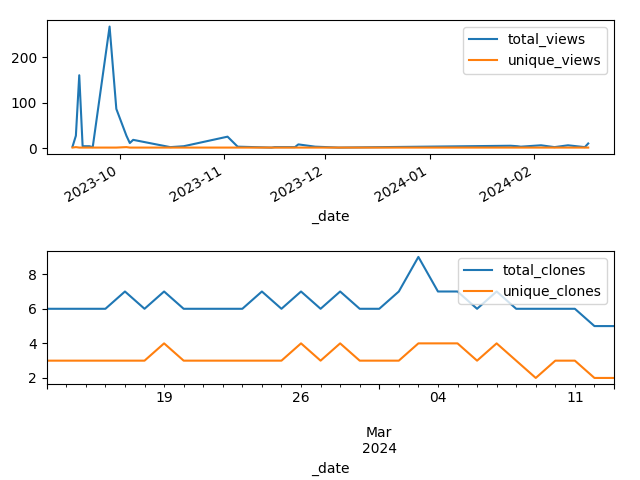 total_views
unique_views
200
100
0
2023-10
2023-11
2023-12
2024-01
2024-02
_date
total_clones
unique_clones
8
6
4
2
19
26
04
11
Mar
2024
_date